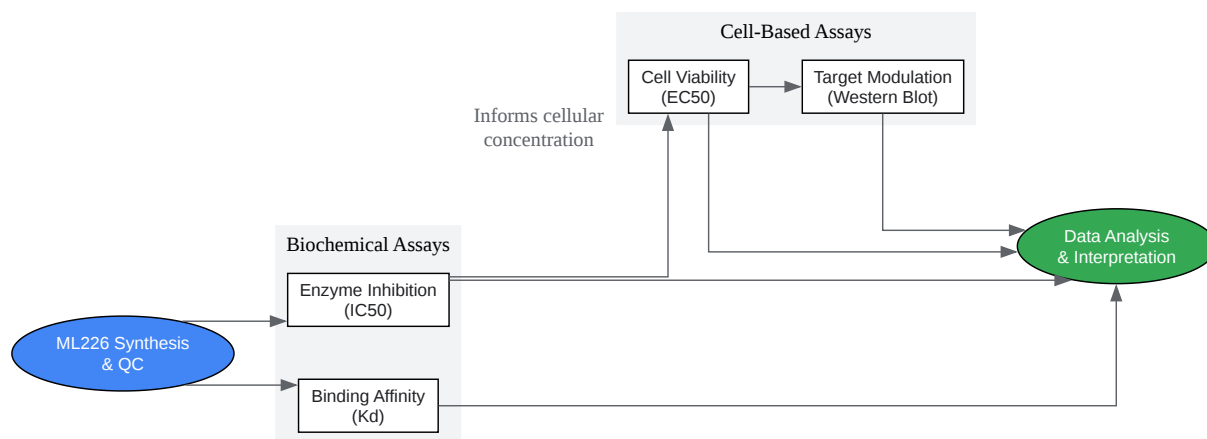 Cell-Based Assays
Cell Viability
(EC50)
Target Modulation
(Western Blot)
Informs cellular
concentration
Biochemical Assays
Enzyme Inhibition
(IC50)
Data Analysis
& Interpretation
ML226 Synthesis
& QC
Binding Affinity
(Kd)